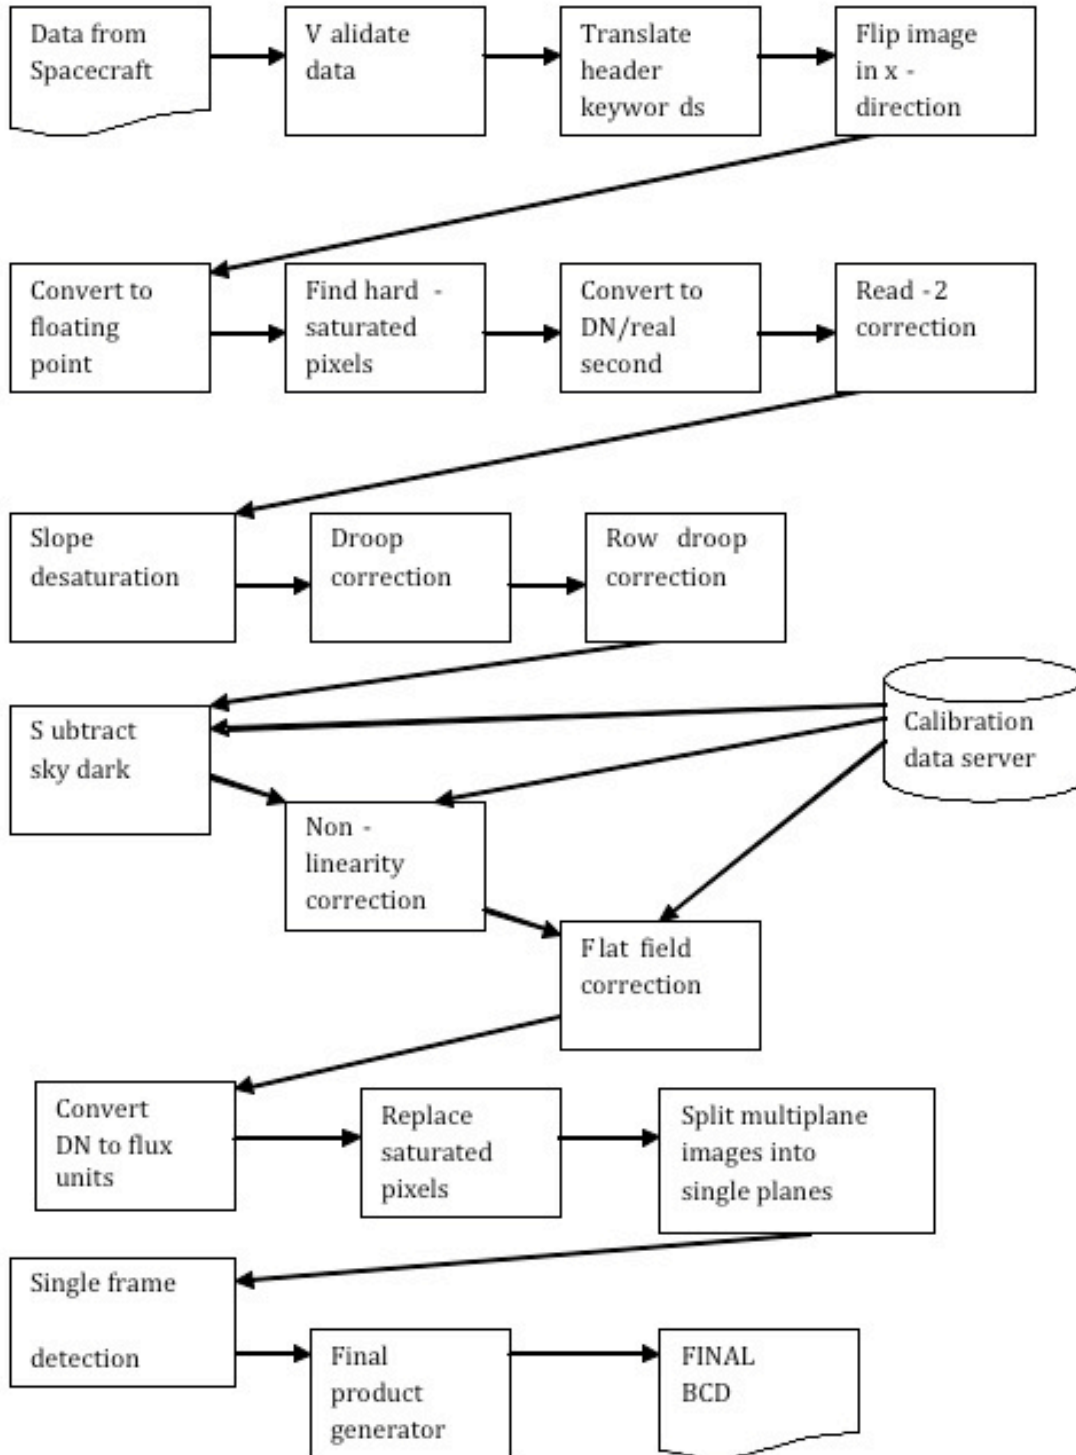 Data from
Spacecraft
V alidate
data
Translate
header
keywor ds
Flip image
in x -
direction
Convert to
floating
point
Find hard -
saturated
pixels
Convert to
DN/real
second
Read -2
correction
Slope
desaturation
Droop
correction
Row droop
correction
S ubtract
sky dark
Calibration
data server
Non -
linearity
correction
Flat field
correction
Convert
DN to flux
units
Replace
saturated
pixels
Split multiplane
images into
single planes
Single frame
detection
Final
product
generator
FINAL
BCD